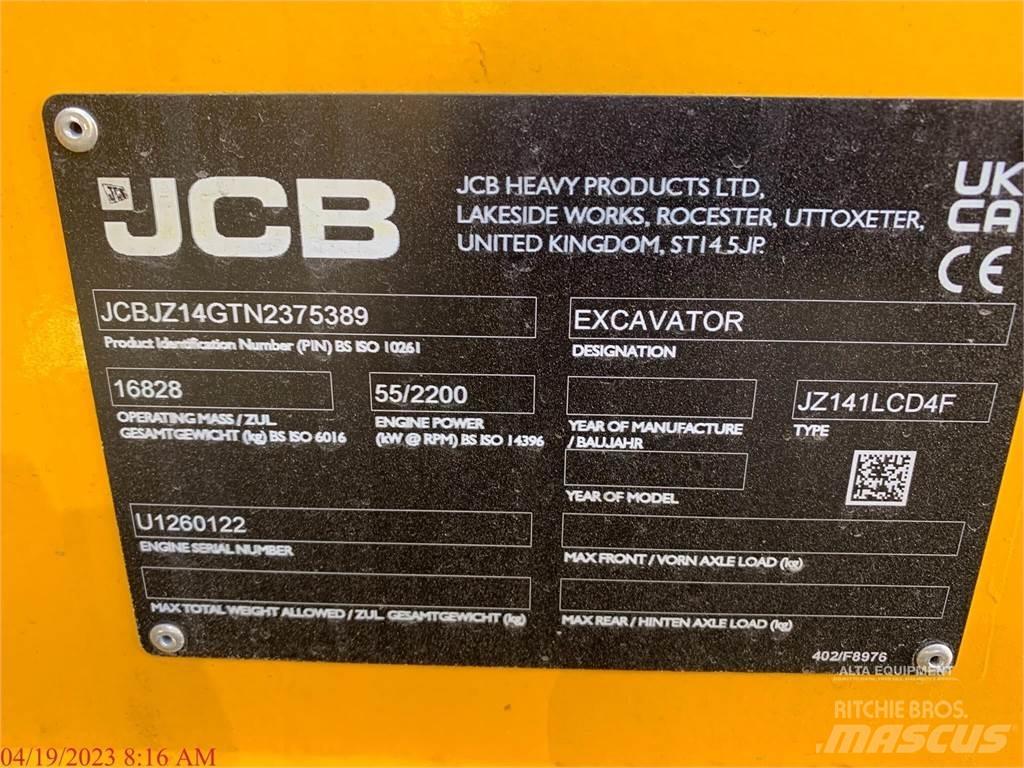 JCB
JCB HEAVY PRODUCTS LTD,
LAKESIDE WORKS, ROCESTER, UTTOXETER,
UNITED KINGDOM, ST14 5JP.
UK
CA
CE
JCBJZ14GTN2375389
Product Identification Number (PIN) BS ISO 10261
EXCAVATOR
DESIGNATION
16828
OPERATING MASS / ZUL
GESAMTGEWICHT (kg) BS ISO 6016
55/2200
ENGINE POWER
(kW @ RPM) BS ISO 14396
YEAR OF MANUFACTURE
/ BAUJAHR
JZ141LCD4F
TYPE
YEAR OF MODEL
U1260122
ENGINE SERIAL NUMBER
MAX FRONT / VORN AXLE LOAD (kg)
MAX TOTAL WEIGHT ALLOWED / ZUL GESAMTGEWICHT (kg)
MAX REAR / HINTEN AXLE LOAD (kg)
402/F8976
ALTA EQUIPMENT
RITCHIE BROS.
MASCUS
04/19/2023 8:16 AM